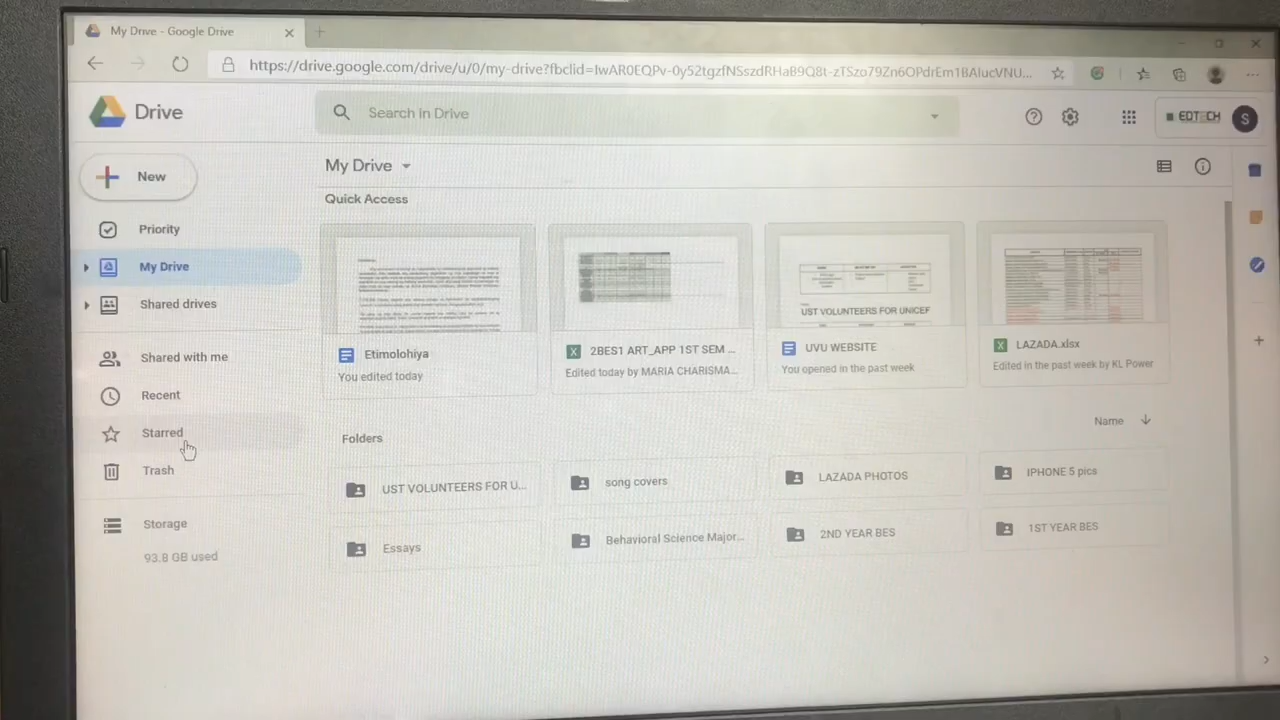 My Drive - Google Drive
https://drive.google.com/drive/u/0/my-drive?fbclid=
Drive
Search in Drive
EDTECH
S
New
My Drive
Priority
Quick Access
My Drive
Shared drives
UST VOLUNTEERS FOR UNICEF
Etimolohiya
2BES1 ART_APP 1ST SEM ...
UVU WEBSITE
LAZADA.xlsx
You edited today
Edited today by MARIA CHARISMA...
You opened in the past week
Edited in the past week by KL Power
Shared with me
Recent
Starred
Trash
Storage
93.8 GB used
Folders
Name
UST VOLUNTEERS FOR U...
song covers
LAZADA PHOTOS
IPHONE 5 pics
Essays
Behavioral Science Major...
2ND YEAR BES
1ST YEAR BES